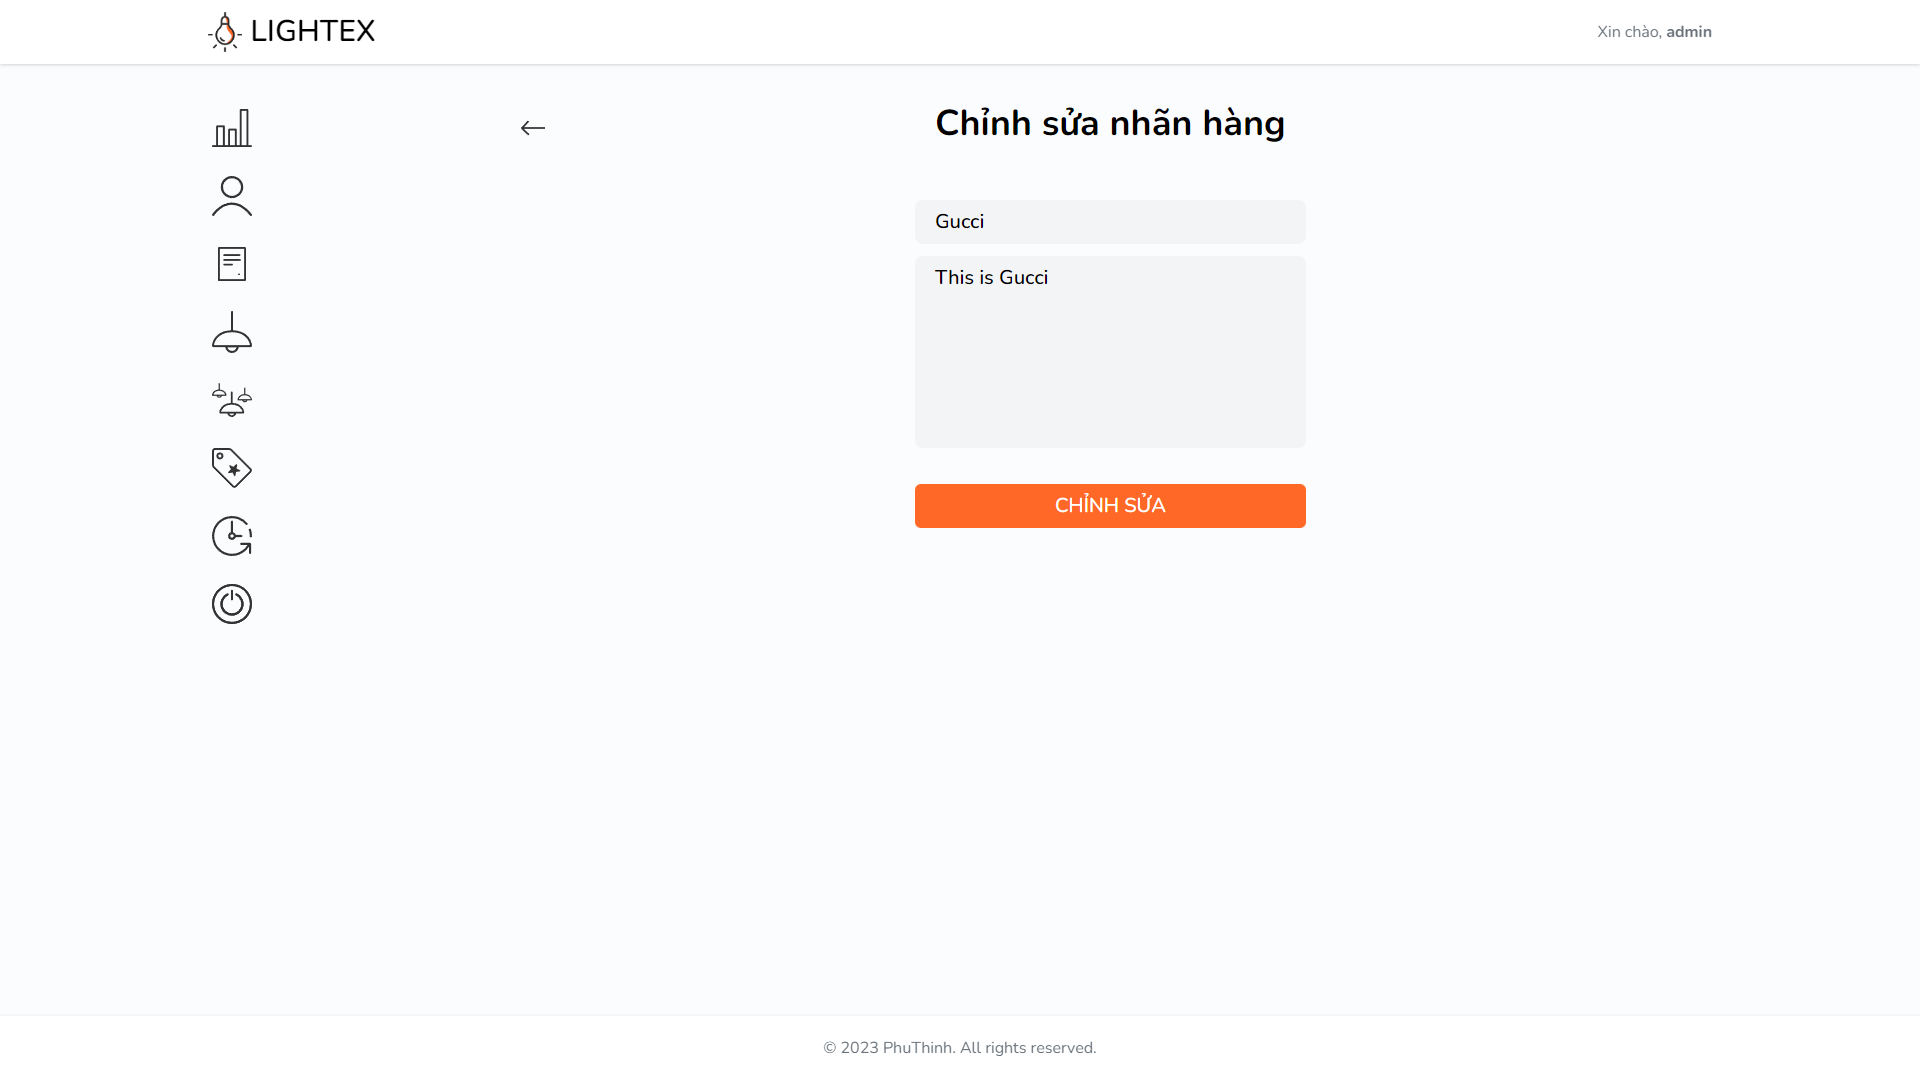 LIGHTEX
Xin chào, admin
Chỉnh sửa nhãn hàng
Gucci
This is Gucci
CHỈNH SỬA
© 2023 PhuThinh. All rights reserved.